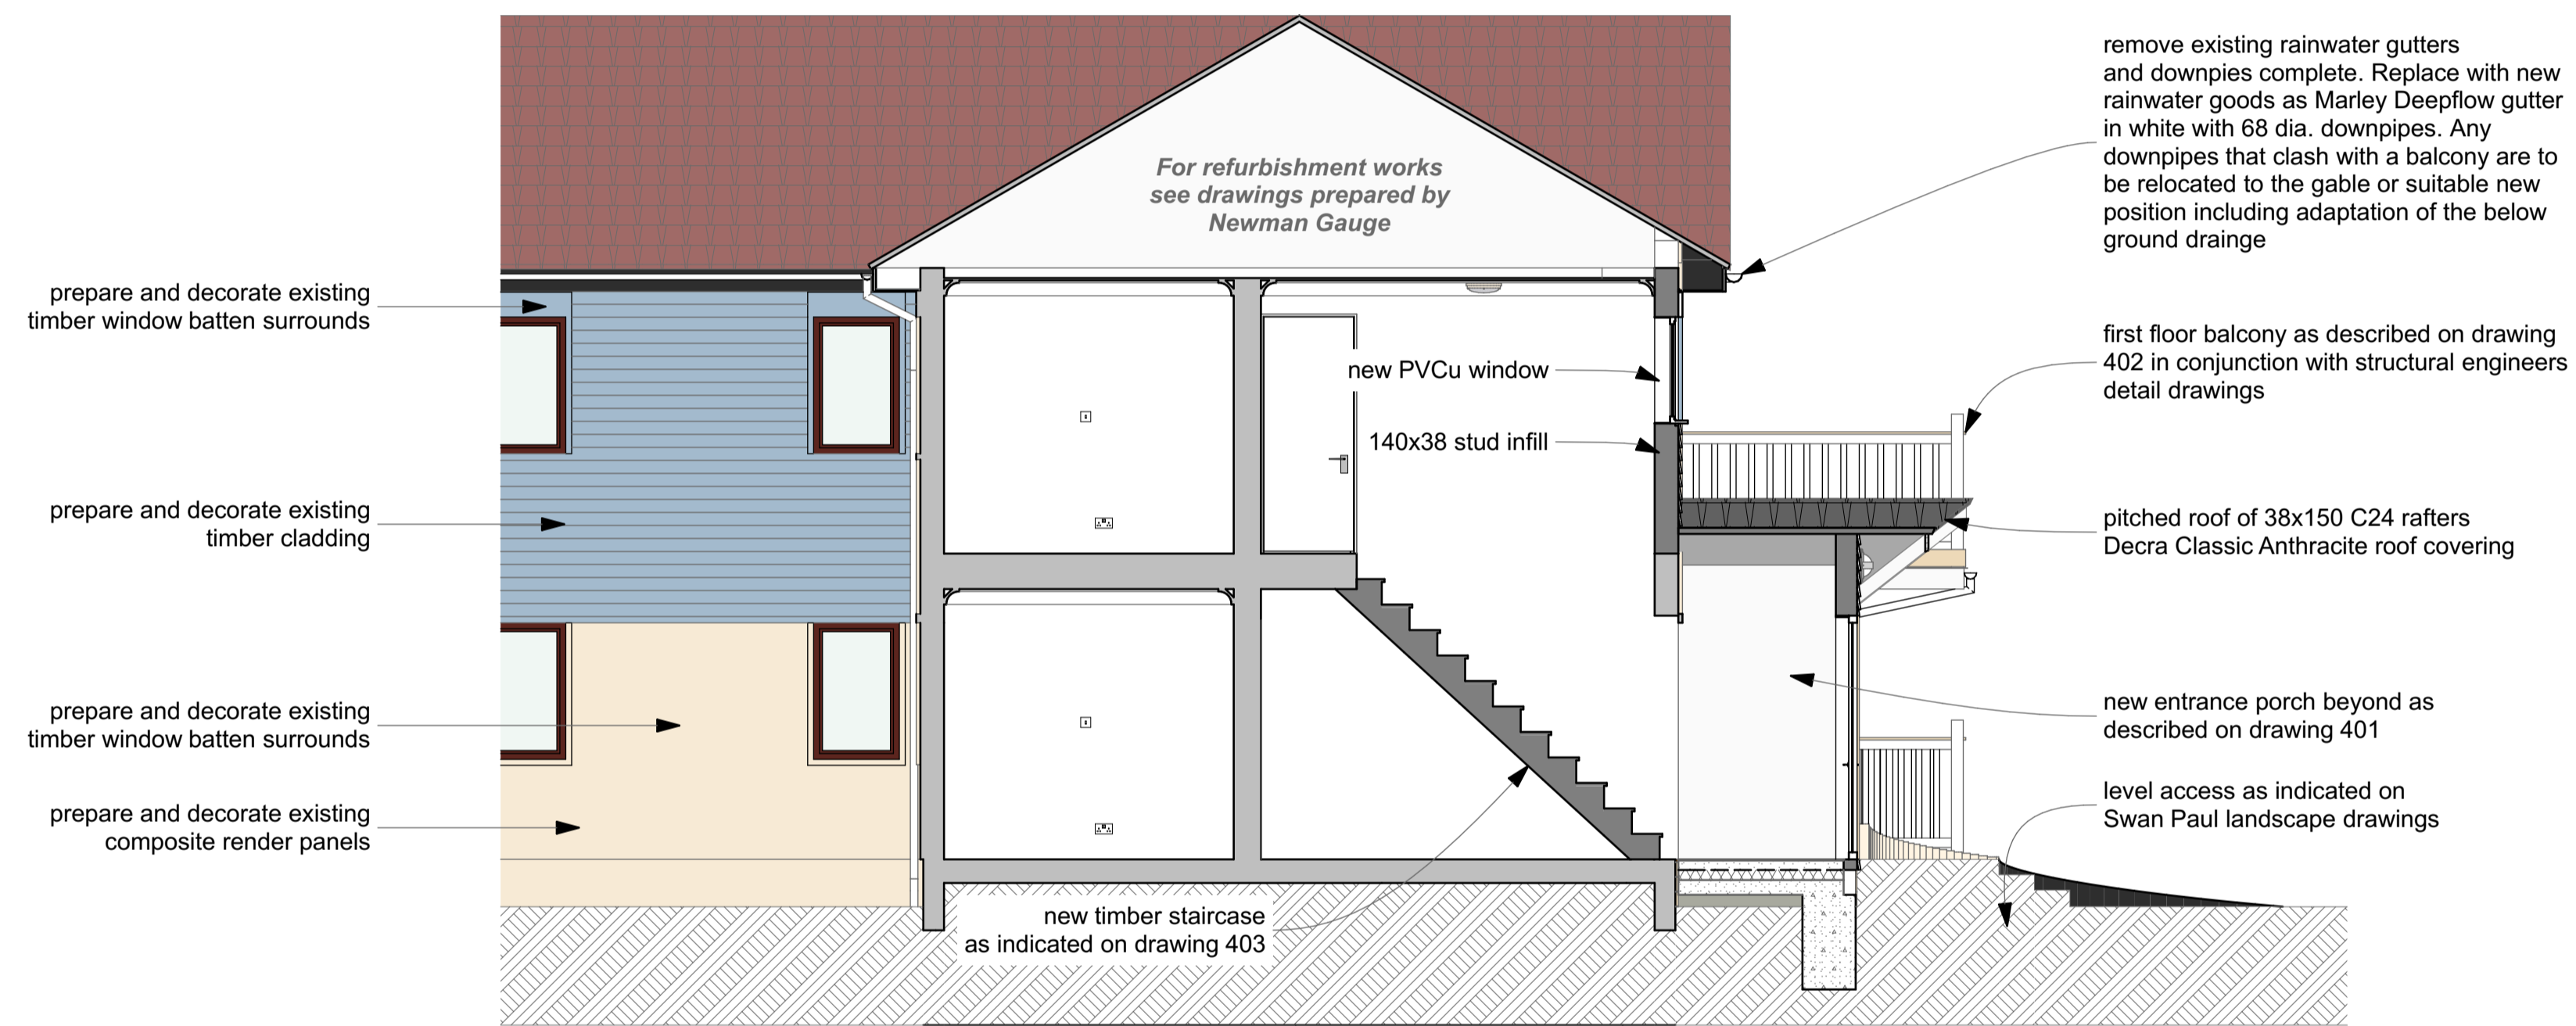 prepare and decorate existing
timber window batten surrounds
prepare and decorate existing
timber cladding
prepare and decorate existing
timber window batten surrounds
prepare and decorate existing
composite render panels
For refurbishment works
see drawings prepared by
Newman Gauge
new PVCu window
140x38 stud infill
new timber staircase
as indicated on drawing 403
remove existing rainwater gutters
and downpies complete. Replace with new
rainwater goods as Marley Deepflow gutter
in white with 68 dia. downpipes. Any
downpipes that clash with a balcony are to
be relocated to the gable or suitable new
position including adaptation of the below
ground drainge
first floor balcony as described on drawing
402 in conjunction with structural engineers
detail drawings
pitched roof of 38x150 C24 rafters
Decra Classic Anthracite roof covering
new entrance porch beyond as
described on drawing 401
level access as indicated on
Swan Paul landscape drawings